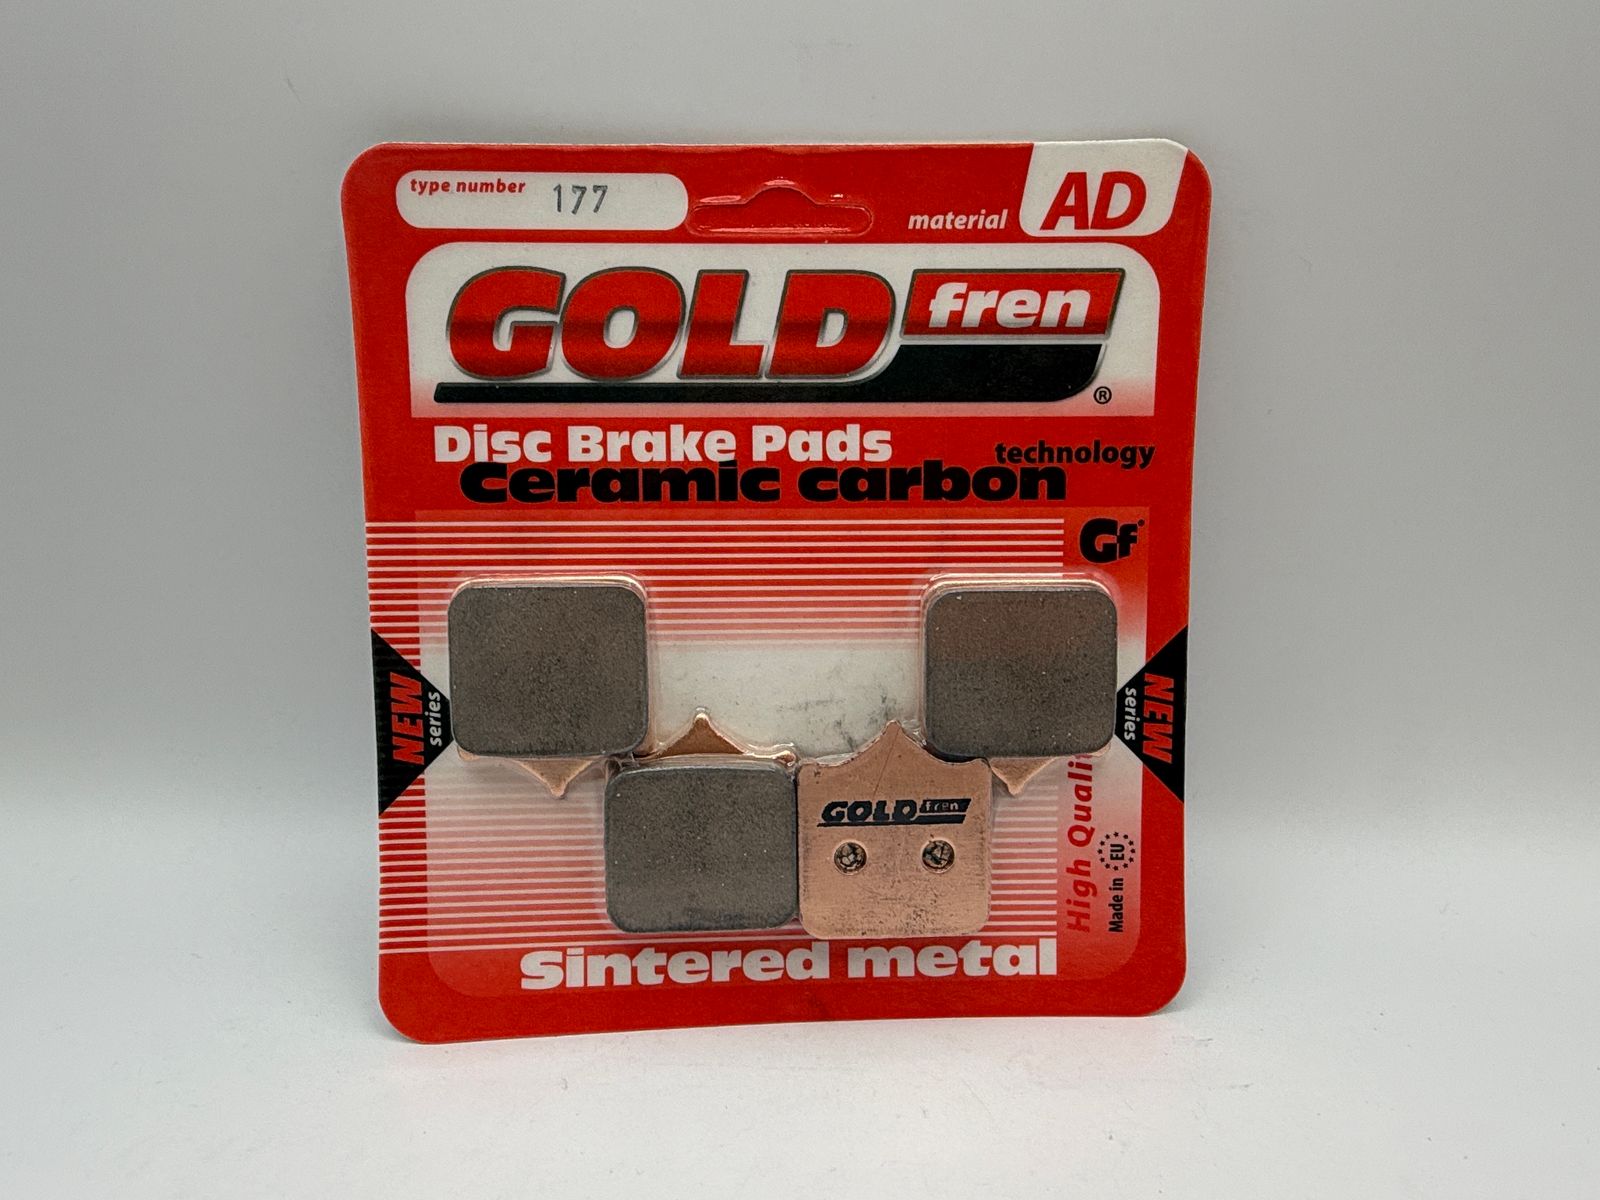 type number 177
material AD
GOLD fren ®
Disc Brake Pads
Ceramic carbon technology
Gf
NEW series
NEW series
GOLD fren
High Qualit
Made in EU
Sintered metal